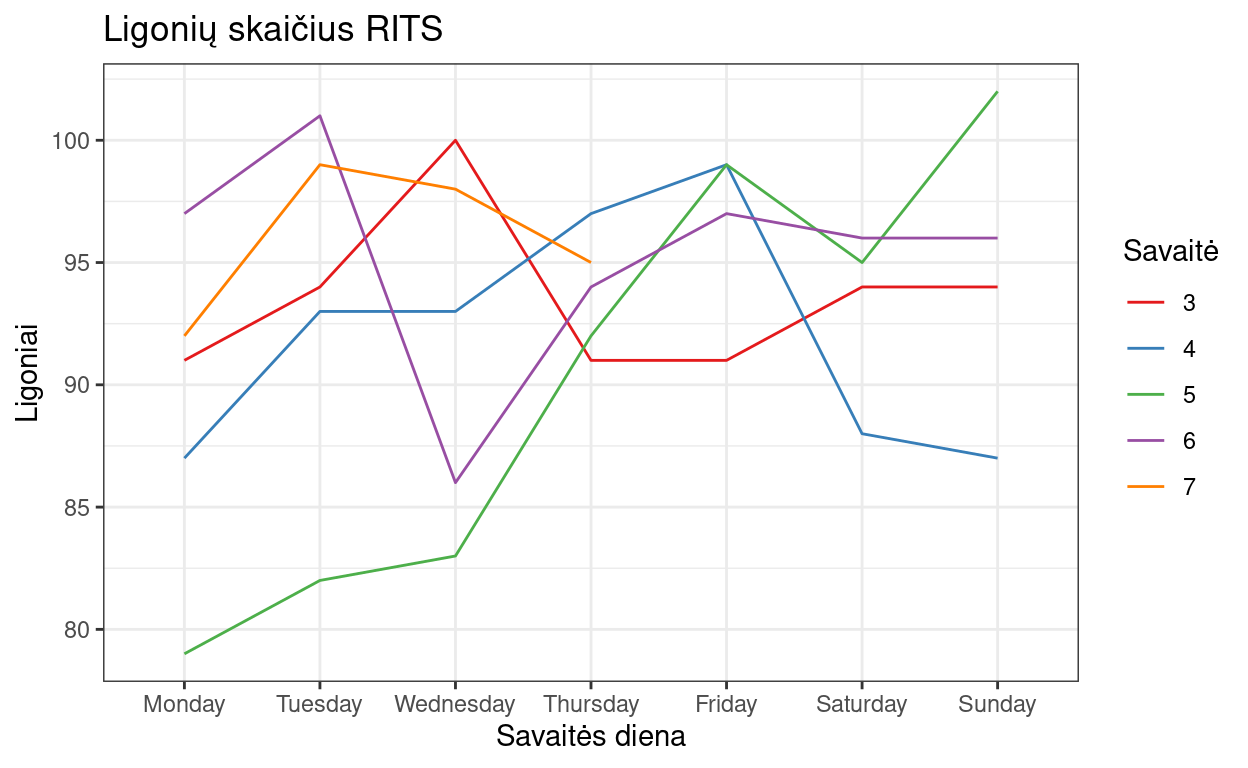 Ligonių skaičius RITS
Ligoniai
100
95
90
85
80
Monday Tuesday Wednesday Thursday Friday Saturday Sunday
Savaitės diena
Savaitė
3
4
5
6
7